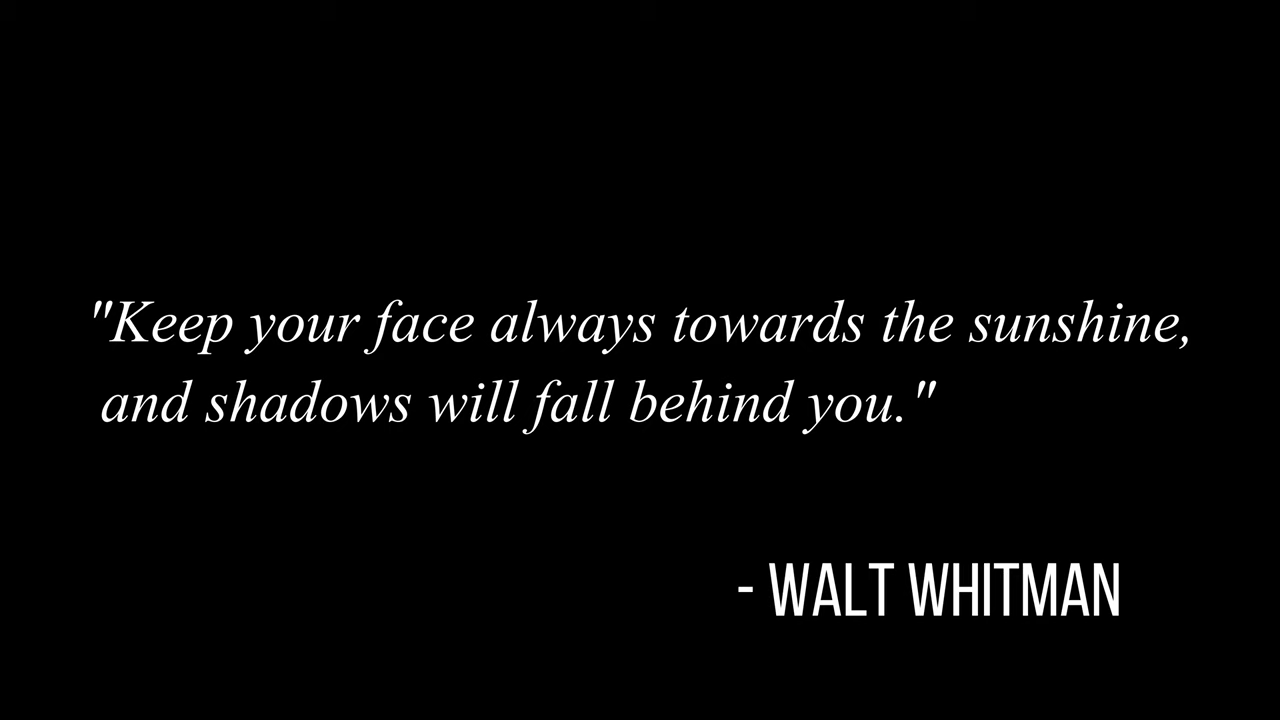 "Keep your face always towards the sunshine,
and shadows will fall behind you."
- WALT WHITMAN